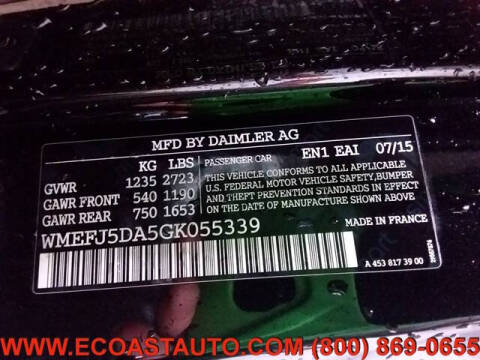 MFD BY DAIMLER AG
KG LBS PASSENGER CAR EN1 EAI 07/15
GVWR 1235 2723 THIS VEHICLE CONFORMS TO ALL APPLICABLE
GAWR FRONT 540 1190 U.S. FEDERAL MOTOR VEHICLE SAFETY, BUMPER
GAWR REAR 750 1653 AND THEFT PREVENTION STANDARDS IN EFFECT
ON THE DATE OF MANUFACTURE SHOWN ABOVE.
WMEFJ5DA5GK055339 MADE IN FRANCE
A 453 817 39 00
WWW.ECOASTAUTO.COM (800) 869-0655